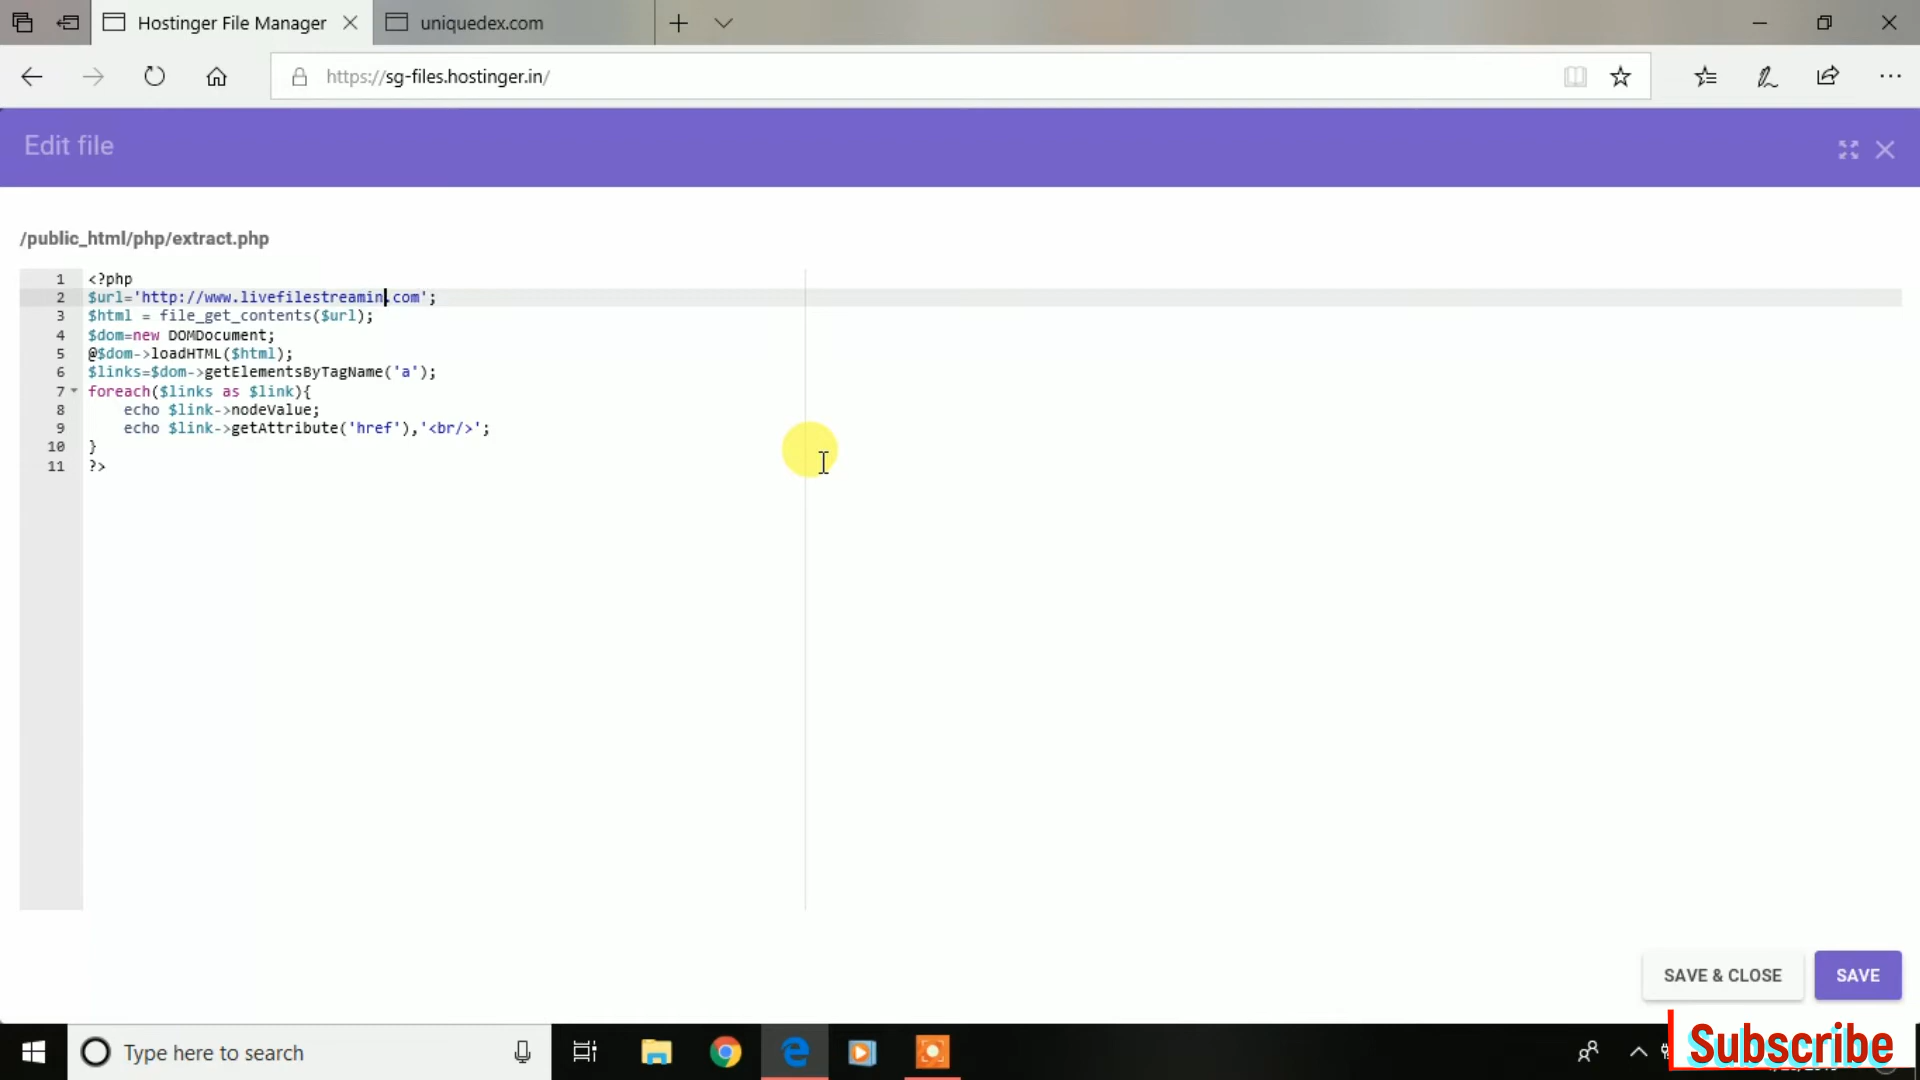 Hostinger File Manager
uniquedex.com
https://sg-files.hostinger.in/
Edit file
/public_html/php/extract.php
1 <?php
2 $url='http://www.livefilestreamin.com';
3 $html = file_get_contents($url);
4 $dom=new DOMDocument;
5 @$dom->loadHTML($html);
6 $links=$dom->getElementsByTagName('a');
7 foreach($links as $link){
8 echo $link->nodeValue;
9 echo $link->getAttribute('href'),'<br/>';
10 }
11 ?>
SAVE & CLOSE
SAVE
Type here to search
Subscribe